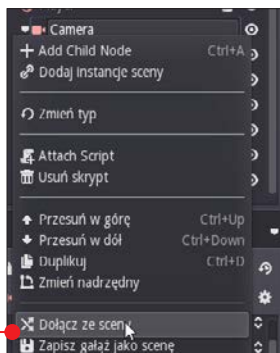 Camera
Add Child Node Ctrl+A
Dodaj instancje sceny
Zmień typ
Attach Script
Usuń skrypt
Przesuń w górę Ctrl+Up
Przesuń w dół Ctrl+Down
Duplikuj Ctrl+D
Zmień nadrzędny
Dołącz ze sceny
Zapisz gałąź jako scenę